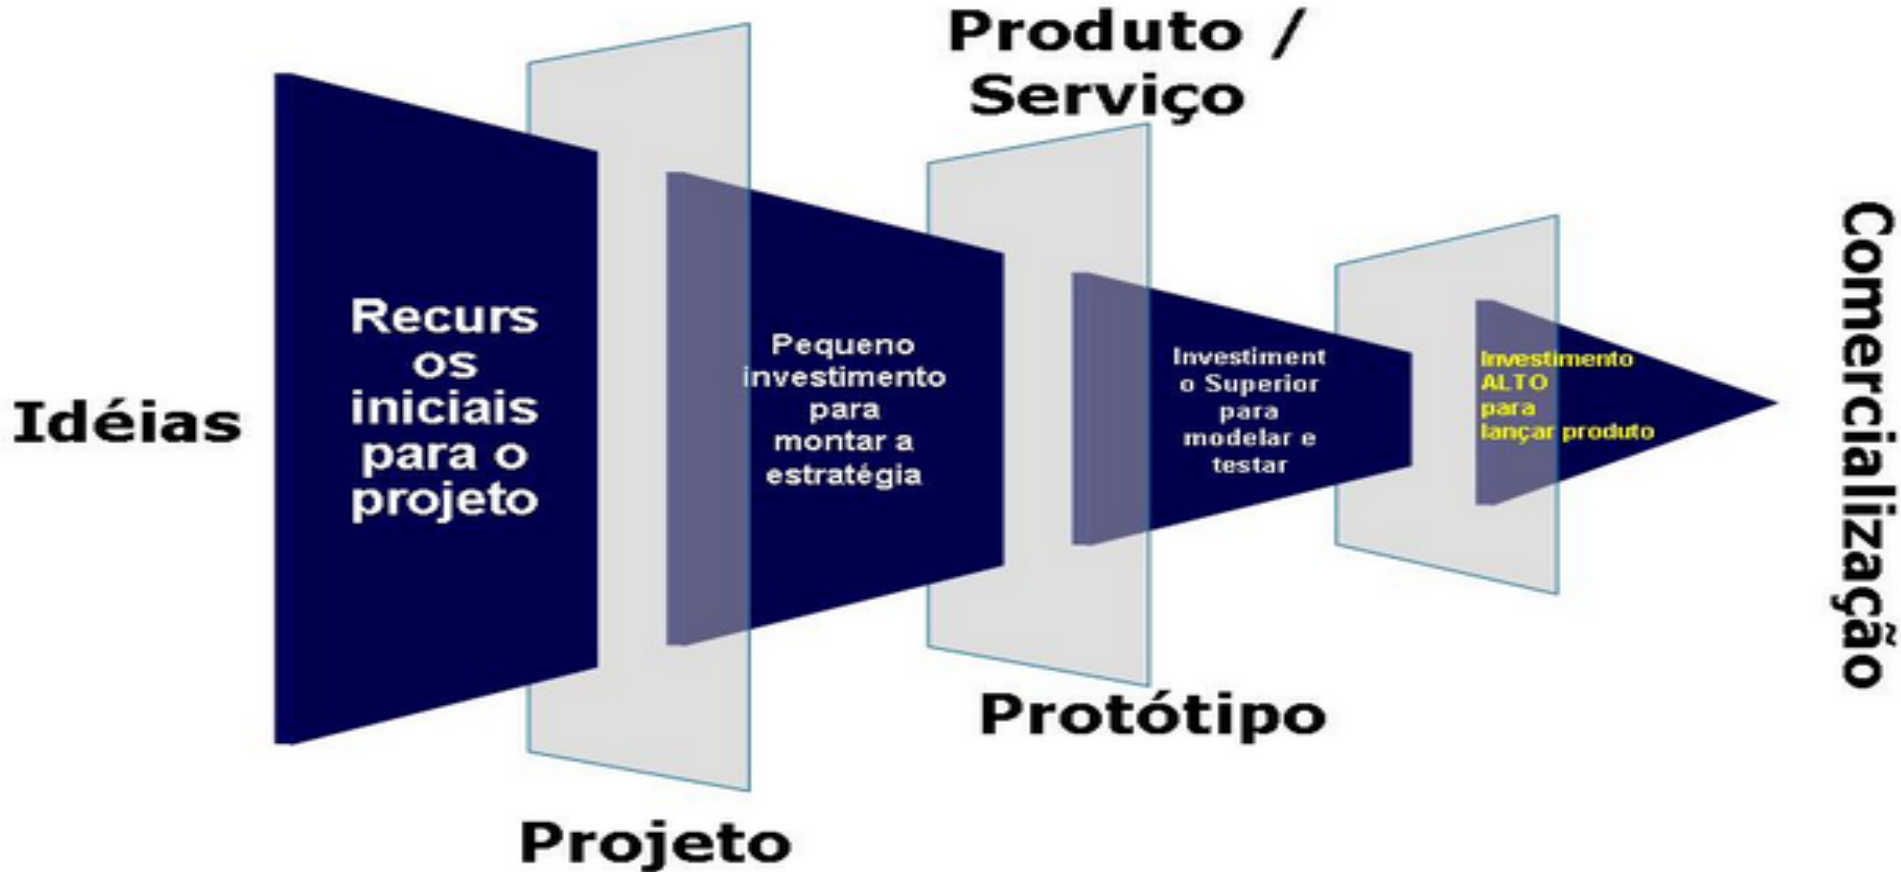 Idéias
Recurs
os
iniciais
para o
projeto
Projeto
Pequeno
investimento
para
montar a
estratégia
Produto /
Serviço
Protótipo
Investiment
o Superior
para
modelar e
testar
Investimento
ALTO
para
lançar produto
Comercialização